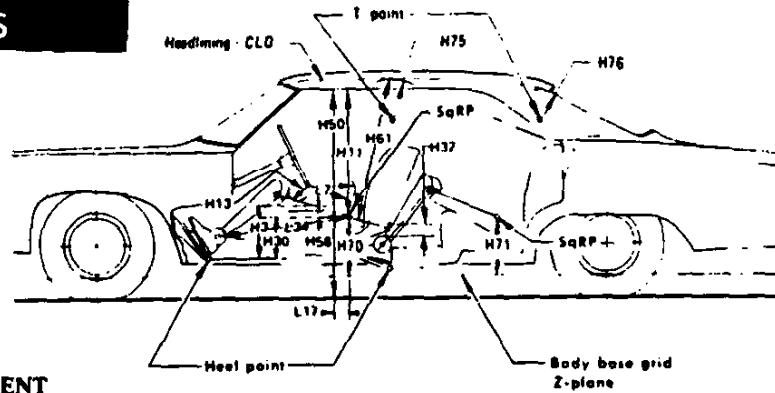 S
T point
Headlining - CLO
H75
H76
SgRP
H50
H11
H61
H37
H13
H30
H58
H70
H71
SgRP
L17
Heel point
Body base grid
Z-plane
ENT